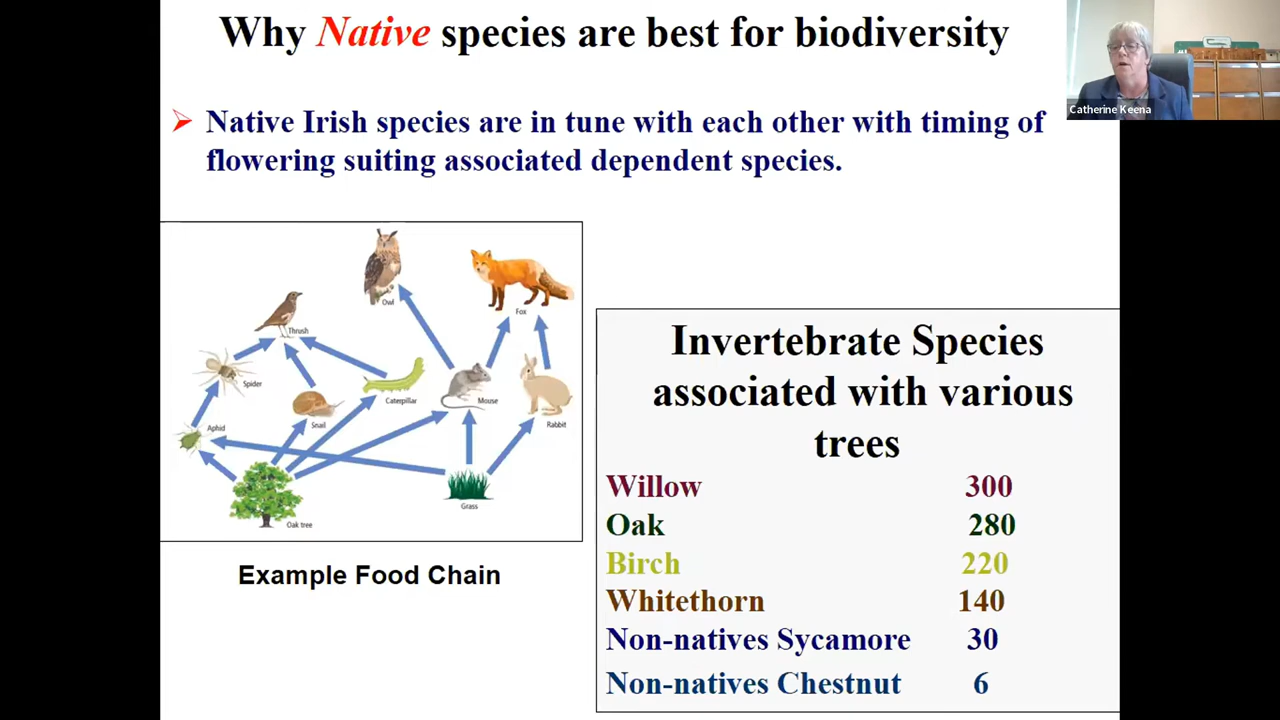 Why Native species are best for biodiversity
Catherine Keena
Native Irish species are in tune with each other with timing of
flowering suiting associated dependent species.
Owl
Fox
Thrush
Spider
Caterpillar
Mouse
Rabbit
Snail
Aphid
Grass
Oak tree
Example Food Chain
Invertebrate Species
associated with various
trees
Willow 300
Oak 280
Birch 220
Whitethorn 140
Non-natives Sycamore 30
Non-natives Chestnut 6